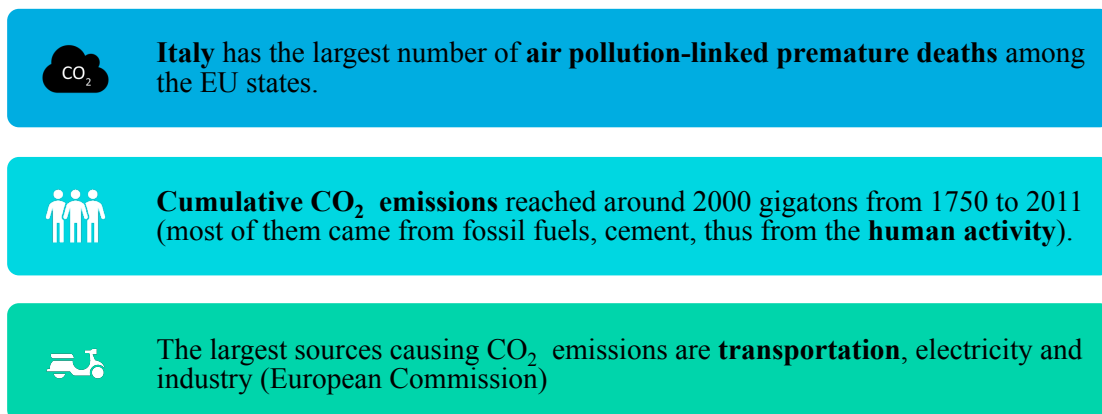 CO₂
Italy has the largest number of air pollution-linked premature deaths among
the EU states.
Cumulative CO₂ emissions reached around 2000 gigatons from 1750 to 2011
(most of them came from fossil fuels, cement, thus from the human activity).
The largest sources causing CO₂ emissions are transportation, electricity and
industry (European Commission)